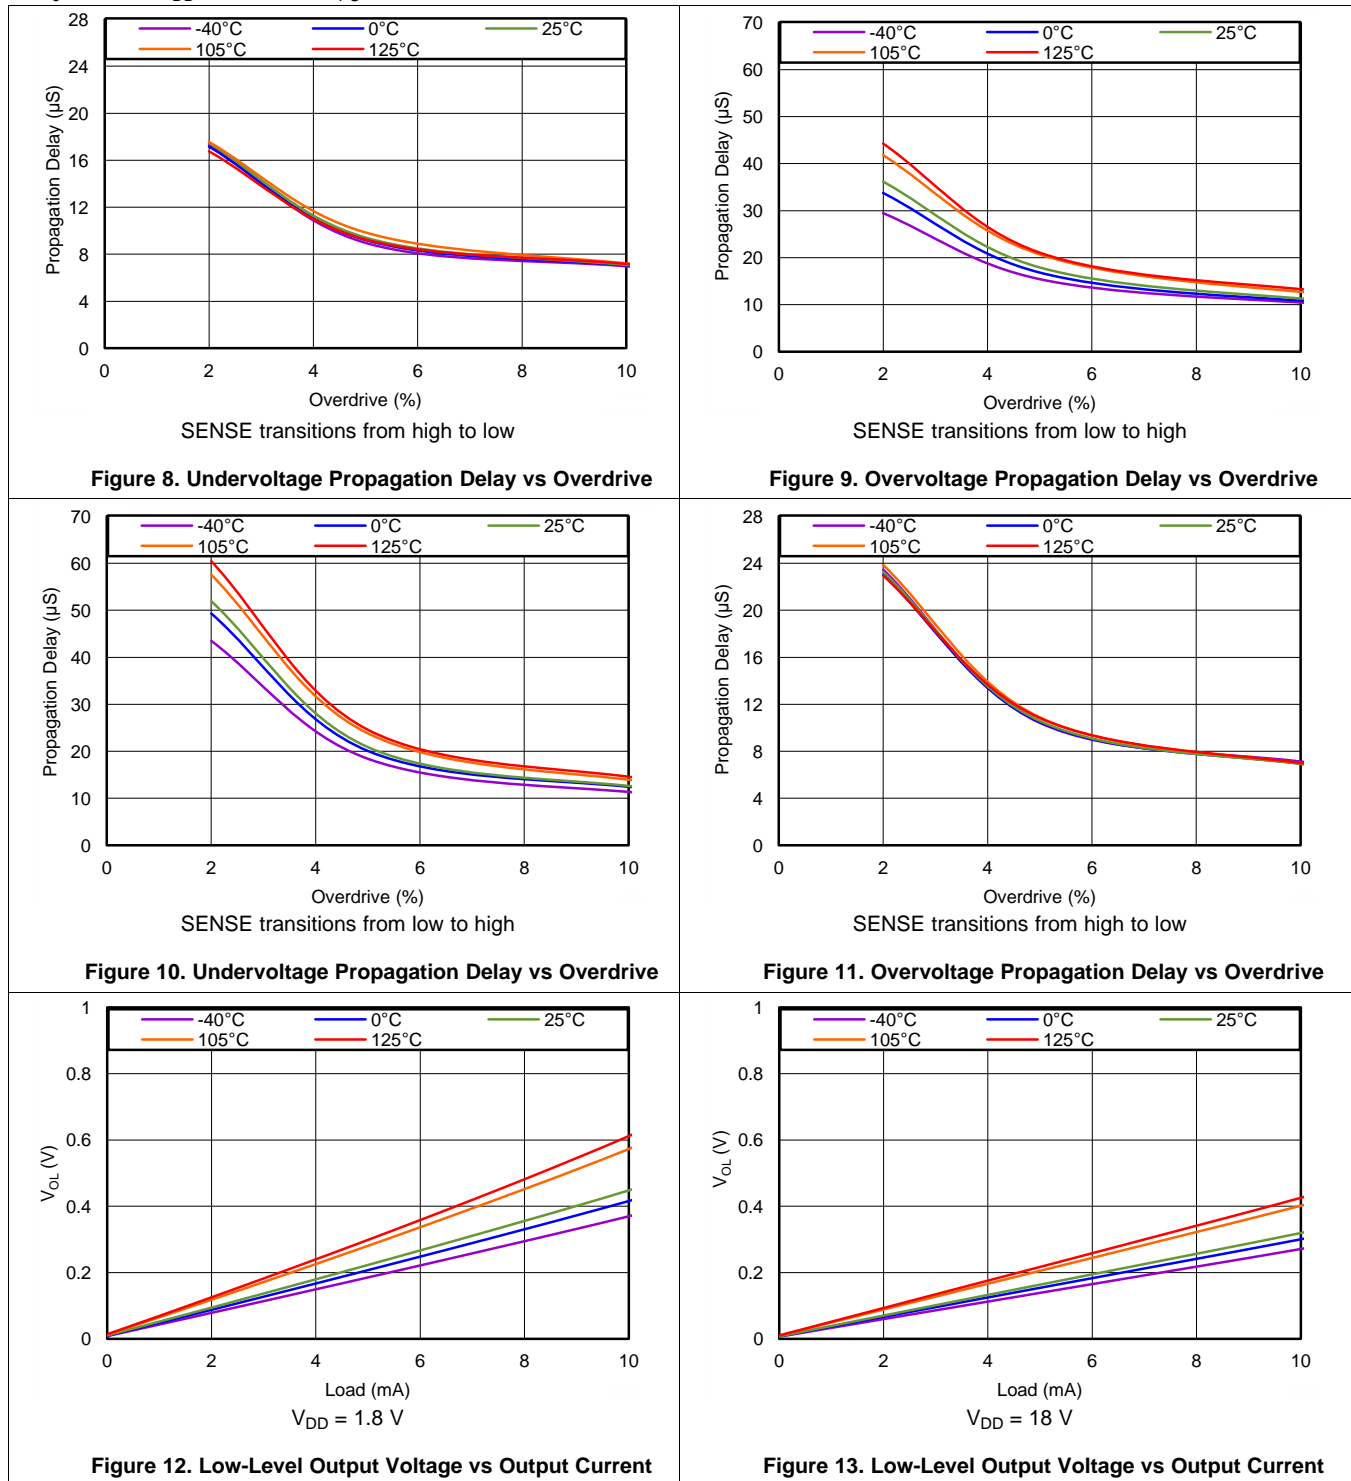 28
24
20
16
12
8
4
0
0 2 4 6 8 10
Propagation Delay (µS)
Overdrive (%)
-40°C 0°C 25°C
105°C 125°C
SENSE transitions from high to low
Figure 8. Undervoltage Propagation Delay vs Overdrive
70
60
50
40
30
20
10
0
0 2 4 6 8 10
Propagation Delay (µS)
Overdrive (%)
-40°C 0°C 25°C
105°C 125°C
SENSE transitions from low to high
Figure 9. Overvoltage Propagation Delay vs Overdrive
70
60
50
40
30
20
10
0
0 2 4 6 8 10
Propagation Delay (µS)
Overdrive (%)
-40°C 0°C 25°C
105°C 125°C
SENSE transitions from low to high
Figure 10. Undervoltage Propagation Delay vs Overdrive
28
24
20
16
12
8
4
0
0 2 4 6 8 10
Propagation Delay (µS)
Overdrive (%)
-40°C 0°C 25°C
105°C 125°C
SENSE transitions from high to low
Figure 11. Overvoltage Propagation Delay vs Overdrive
1
0.8
0.6
0.4
0.2
0
0 2 4 6 8 10
VOL (V)
Load (mA)
-40°C 0°C 25°C
105°C 125°C
VDD = 1.8 V
Figure 12. Low-Level Output Voltage vs Output Current
1
0.8
0.6
0.4
0.2
0
0 2 4 6 8 10
VOL (V)
Load (mA)
-40°C 0°C 25°C
105°C 125°C
VDD = 18 V
Figure 13. Low-Level Output Voltage vs Output Current